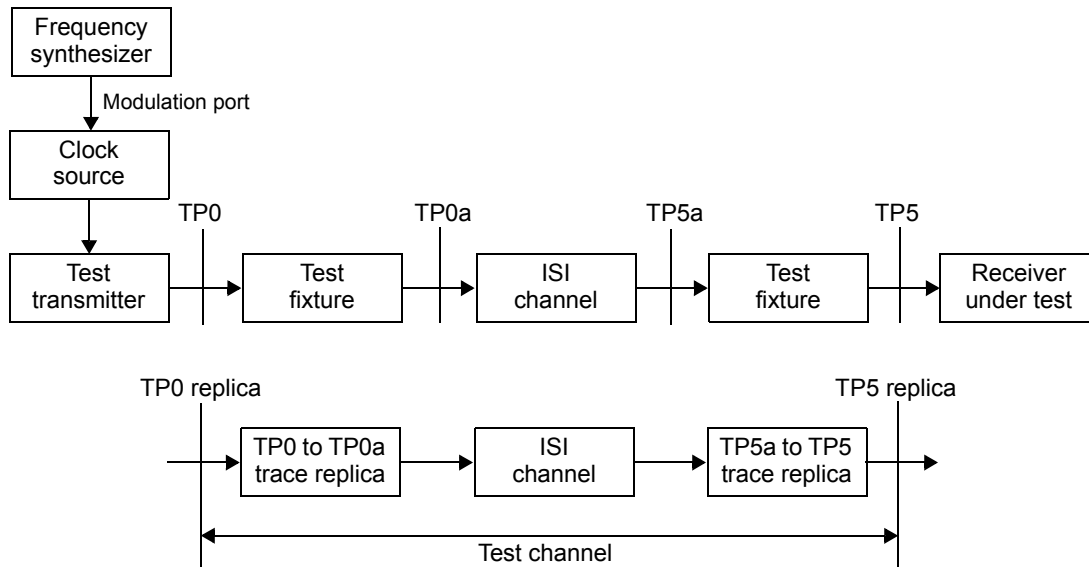 Frequency
synthesizer
Modulation port
Clock
source
TP0
TP0a
TP5a
TP5
Test
transmitter
Test
fixture
ISI
channel
Test
fixture
Receiver
under test
TP0 replica
TP5 replica
TP0 to TP0a
trace replica
ISI
channel
TP5a to TP5
trace replica
Test channel